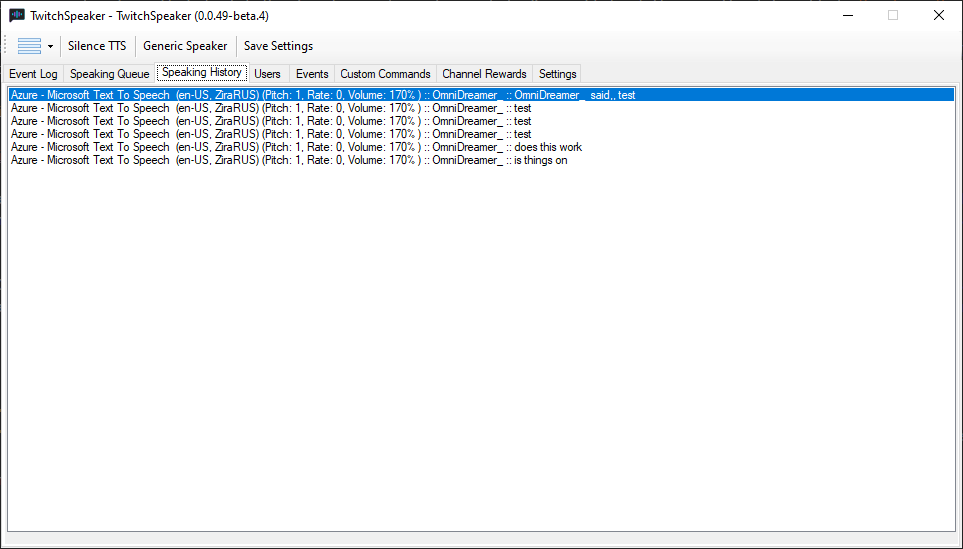 TwitchSpeaker - TwitchSpeaker (0.0.49-beta.4)
Silence TTS Generic Speaker Save Settings
Event Log Speaking Queue Speaking History Users Events Custom Commands Channel Rewards Settings
Azure - Microsoft Text To Speech (en-US, ZiraRUS) (Pitch: 1, Rate: 0, Volume: 170% ) :: OmniDreamer_ :: OmniDreamer_ said,, test
Azure - Microsoft Text To Speech (en-US, ZiraRUS) (Pitch: 1, Rate: 0, Volume: 170% ) :: OmniDreamer_ :: test
Azure - Microsoft Text To Speech (en-US, ZiraRUS) (Pitch: 1, Rate: 0, Volume: 170% ) :: OmniDreamer_ :: test
Azure - Microsoft Text To Speech (en-US, ZiraRUS) (Pitch: 1, Rate: 0, Volume: 170% ) :: OmniDreamer_ :: test
Azure - Microsoft Text To Speech (en-US, ZiraRUS) (Pitch: 1, Rate: 0, Volume: 170% ) :: OmniDreamer_ :: does this work
Azure - Microsoft Text To Speech (en-US, ZiraRUS) (Pitch: 1, Rate: 0, Volume: 170% ) :: OmniDreamer_ :: is things on